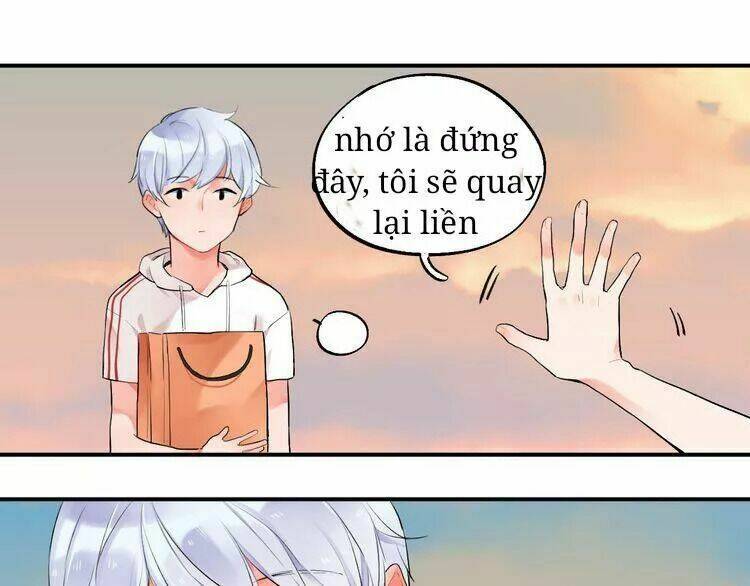 nhớ là đứng
đây, tôi sẽ quay
lại liền